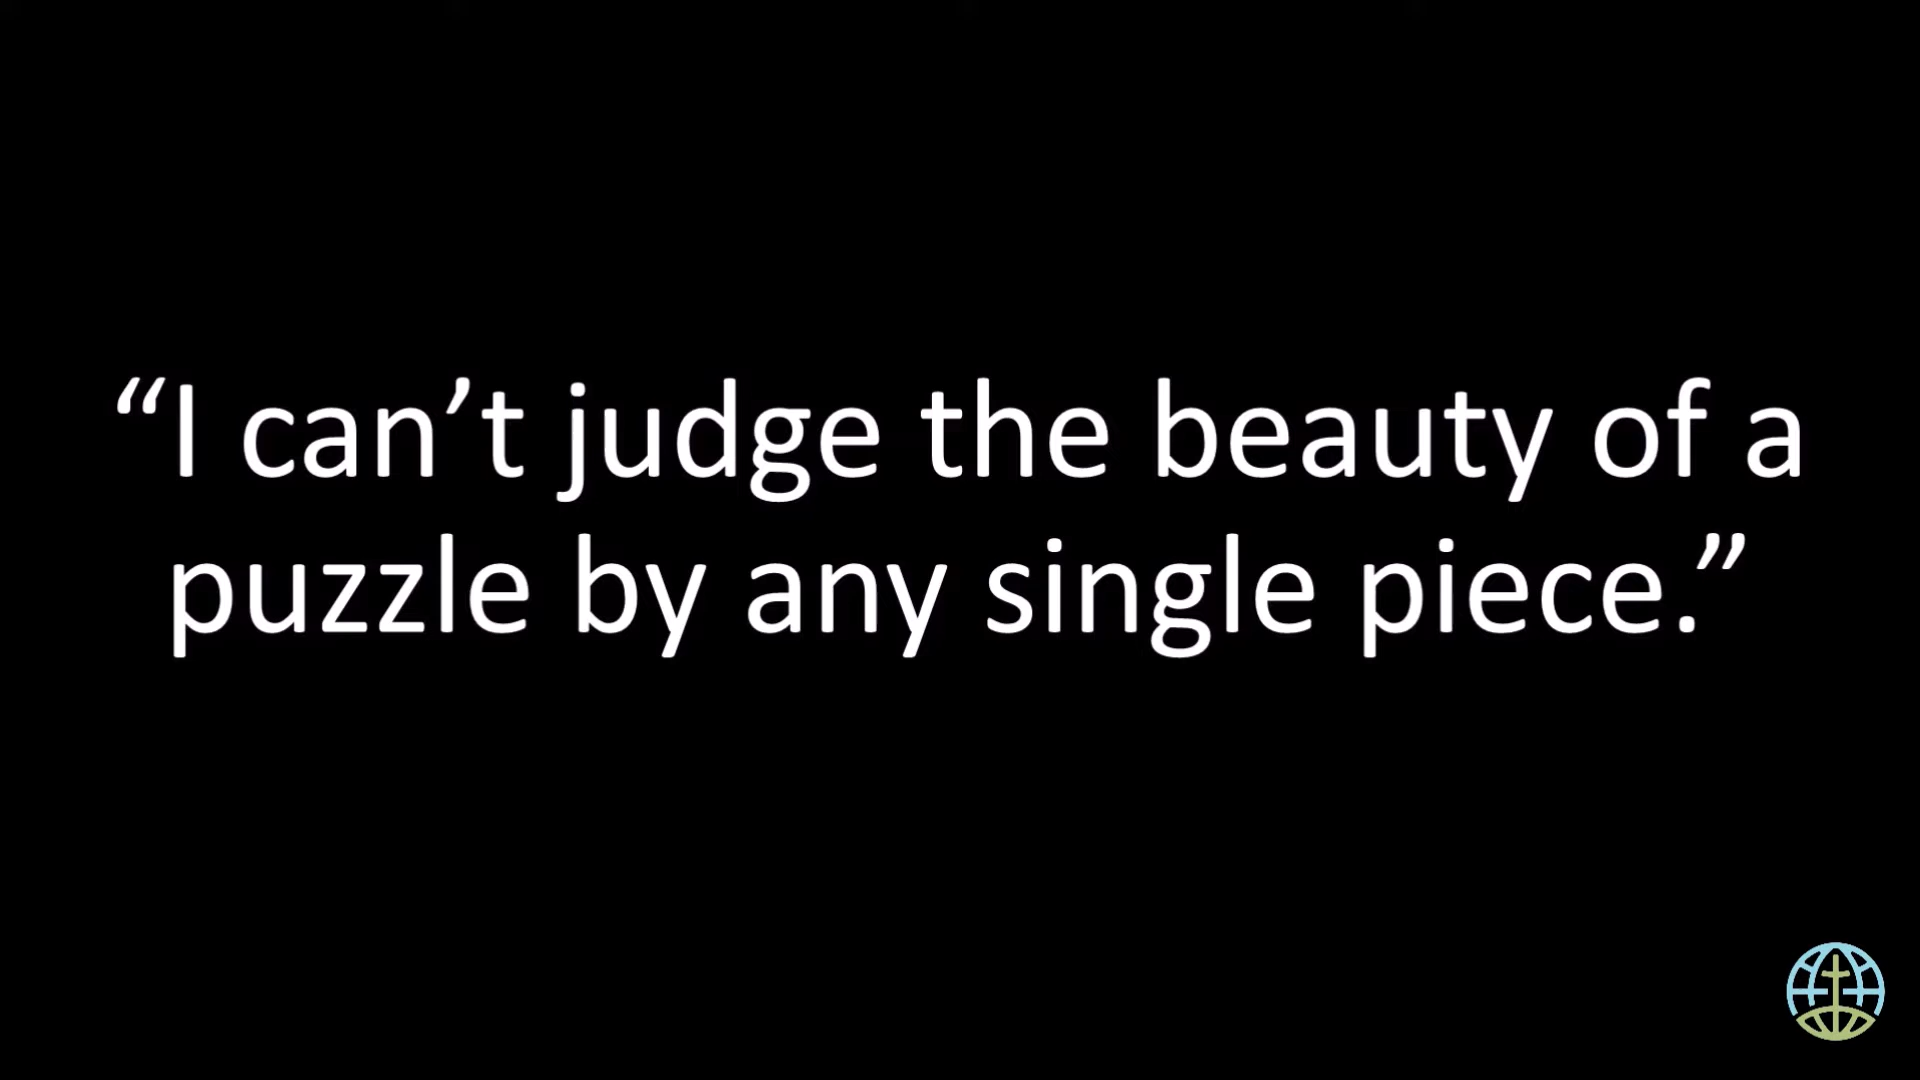 “I can’t judge the beauty of a
puzzle by any single piece.”